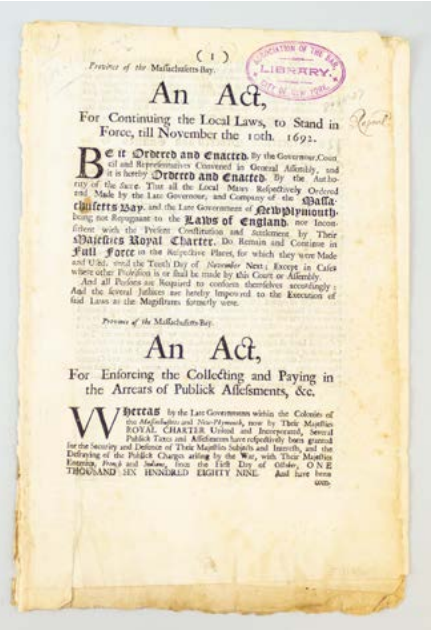 ( 1 )
Province of the Massachusetts-Bay.
ASSOCIATION OF THE BAR
LIBRARY.
CITY OF NEW YORK.
An Act,
For Continuing the Local Laws, to Stand in
Force, till November the 10th. 1692.
BE it Ordered and Enacted, By the Governour, Coun
cil and Representatives Convened in General Assembly, and
it is hereby Ordered and Enacted, By the Autho-
rity of the same. That all the Local Laws Respectively Ordered
and Made by the Late Governour, and Company of the Massa-
chusetts Bay, and the Late Government of New Plymouth,
being not Repugnant to the Laws of England, nor Incon-
sistent with the Present Constitution and Settlement by Their
Majesties Royal Charter, Do Remain and Continue in
Full Force in the Respective Places, for which they were Made
and Us'd, until the Tenth Day of November Next; Except in Cases
where other Provision is or shall be made by this Court or Assembly.
And all Persons are Required to conform themselves accordingly:
And the several Justices are hereby Impowred to the Execution of
said Laws as the Magistrates formerly were.
Province of the Massachusetts-Bay.
An Act,
For Enforcing the Collecting and Paying in
the Arrears of Publick Assessments, &c.
WHereas by the Late Governments within the Colonies of
the Massachusetts and New-Plymouth, now by Their Majesties
ROYAL CHARTER United and Incorporated, Several
Publick Taxes and Assessments have respectively been granted
for the Security and Defence of Their Majesties Subjects and Interests, and the
Defraying of the Publick Charges arising by the War, with Their Majesties
Enemies, French and Indians, since the First Day of October, ONE
THOUSAND SIX HNNDRED EIGHTY NINE. And have been